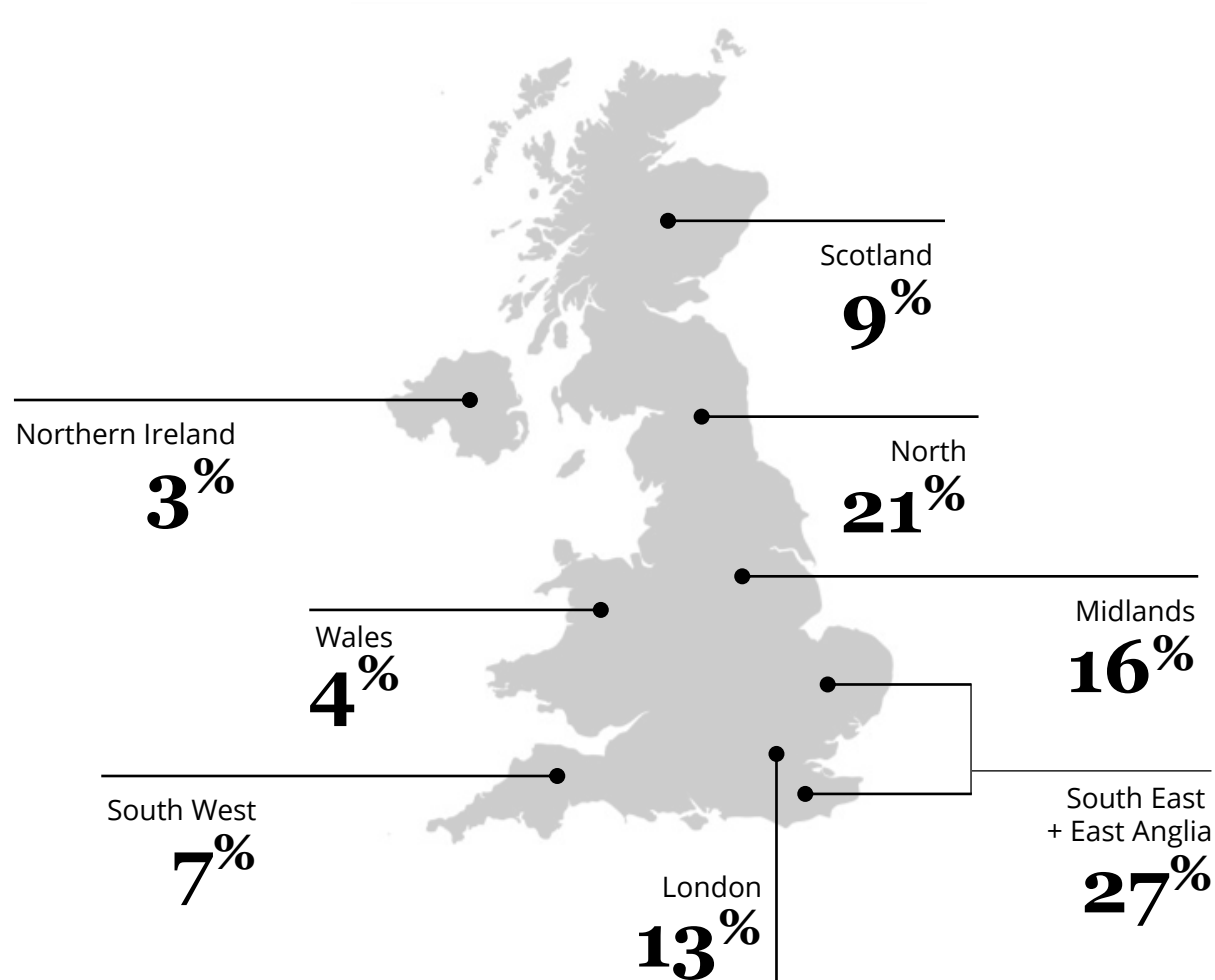 Scotland
9%
Northern Ireland
3%
North
21%
Midlands
16%
Wales
4%
South West
7%
South East
+ East Anglia
27%
London
13%